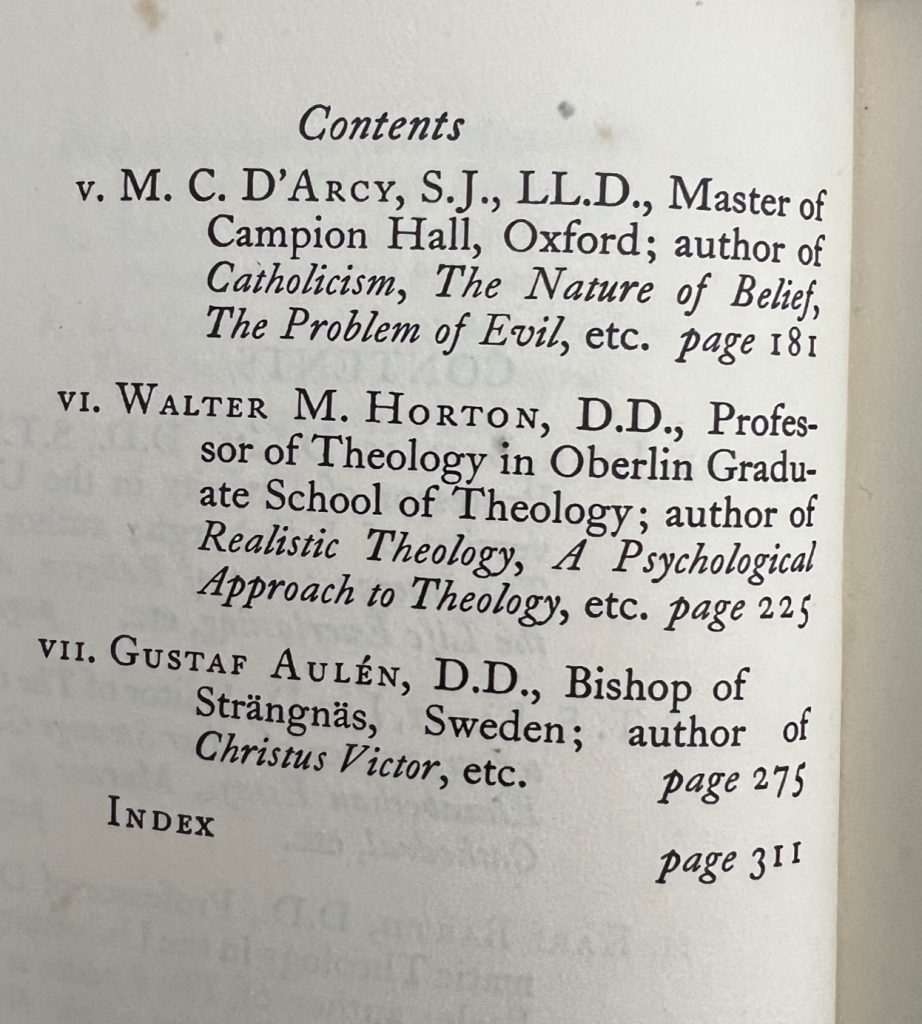 Contents
v. M. C. D'ARCY, S.J., LL.D., Master of
Campion Hall, Oxford; author of
Catholicism, The Nature of Belief,
The Problem of Evil, etc. page 181
VI. WALTER M. HORTON, D.D., Profes-
sor of Theology in Oberlin Gradu-
ate School of Theology; author of
Realistic Theology, A Psychological
Approach to Theology, etc. page 225
VII. GUSTAF AULÉN, D.D., Bishop of
Strängnäs, Sweden; author of
Christus Victor, etc. page 275
INDEX page 311